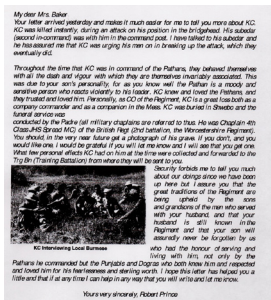 My dear Mrs. Baker
Your letter arrived yesterday and makes it much easier for me to tell you more about KC.
KC was killed instantly, during an attack on his position in the bridgehead. His subedar
(second in command) was with him in the command post. I have talked to his subedar and
he has assured me that KC was urging his men on in breaking up the attack, which they
eventually did.
Throughout the time that KC was in command of the Pathans, they behaved themselves
with all the dash and vigour with which they are themselves invariably associated. This
was due to your son's personality, for as you know well the Pathan is a moody and
sensitive person who reacts violently to his leader. KC knew and loved the Pathans, and
they trusted and loved him. Personally, as CO of the Regiment, KC is a great loss both as a
company commander and as a companion in the Mess. KC was buried in Shwebo and the
funeral service was
conducted by the Padre (all military chaplains are referred to thus. He was Chaplain 4th
Class JHS Spread MC) of the British Regt (2nd battalion, the Worcestershire Regiment).
You should, in the very near future get a photograph of his grave. If you don't, and you
would like one, I would be grateful if you will let me know and I will see that you get one.
What few personal effects KC had on him at the time were collected and forwarded to the
Trg Bn (Training Battalion) from where they will be sent to you.
Security forbids me to tell you much
about our doings since we have been
up here but I assure you that the
great traditions of the Regiment are
being upheld by the sons
and grandsons of the men who served
with your husband, and that your
husband is still known in the
Regiment and that your son will
assuredly never be forgotten by us
who had the honour of serving and
living with him, not only by the
Pathans he commanded but the Punjabis and Dogras who both knew him and respected
and loved him for his fearlessness and sterling worth. I hope this letter has helped you a
little and that if at any time I can help in any way that you will write and let me know.
Yours very sincerely, Robert Prince
KC Interviewing Local Burmese